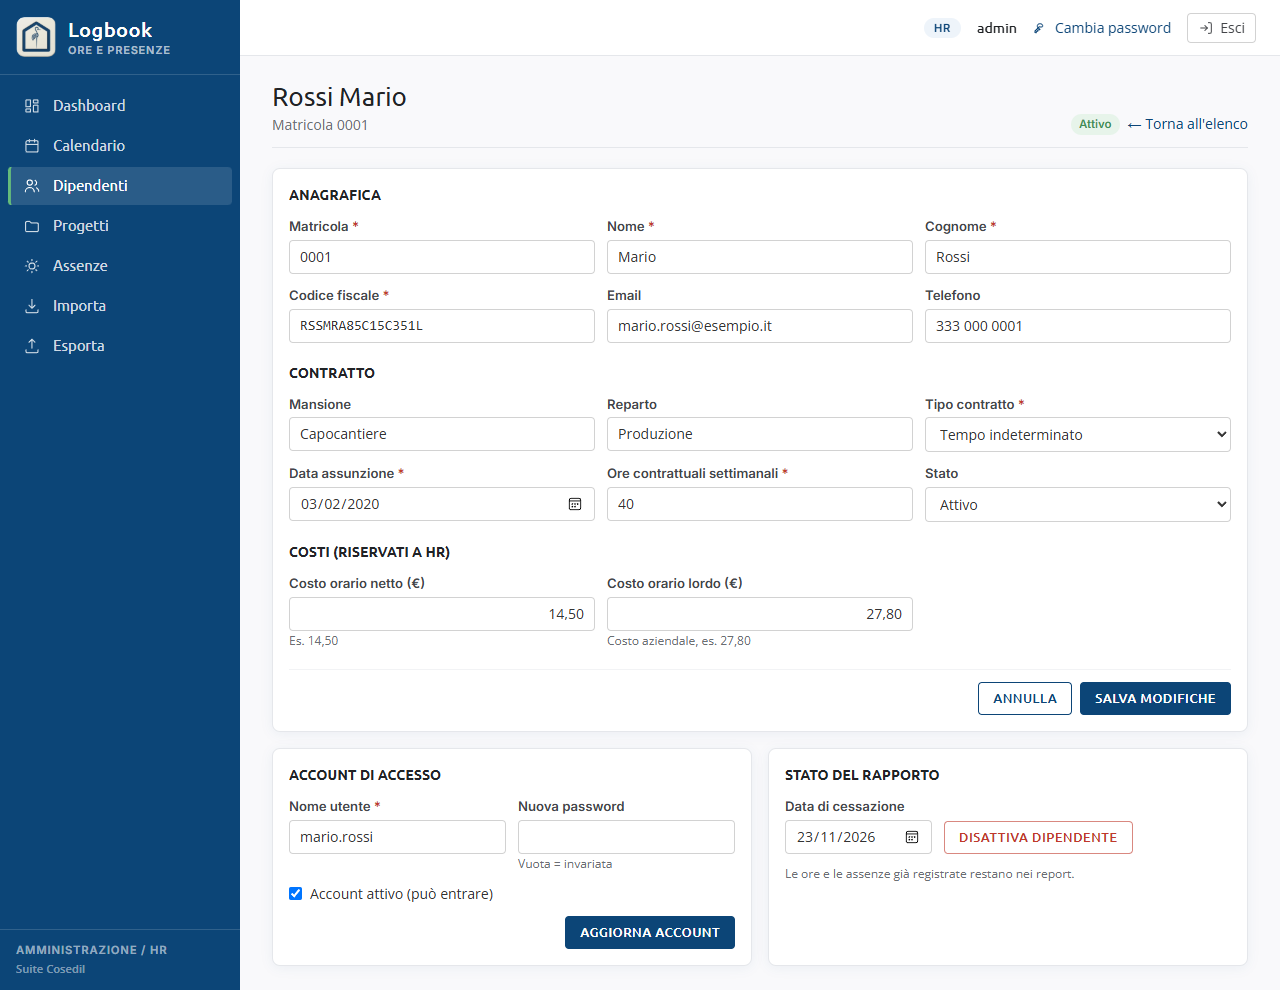 Logbook
ORE E PRESENZE
HR
admin
Cambia password
Esci
Dashboard
Calendario
Dipendenti
Progetti
Assenze
Importa
Esporta
AMMINISTRAZIONE / HR
Suite Cosedil
Rossi Mario
Matricola 0001
Attivo
← Torna all'elenco
ANAGRAFICA
Matricola * Nome * Cognome *
0001 Mario Rossi
Codice fiscale * Email Telefono
RSSMRA85C15C351L mario.rossi@esempio.it 333 000 0001
CONTRATTO
Mansione Reparto Tipo contratto *
Capocantiere Produzione Tempo indeterminato
Data assunzione * Ore contrattuali settimanali * Stato
03/02/2020 40 Attivo
COSTI (RISERVATI A HR)
Costo orario netto (€) Costo orario lordo (€)
14,50 27,80
Es. 14,50 Costo aziendale, es. 27,80
ANNULLA SALVA MODIFICHE
ACCOUNT DI ACCESSO
Nome utente * Nuova password
mario.rossi
Vuota = invariata
Account attivo (può entrare)
AGGIORNA ACCOUNT
STATO DEL RAPPORTO
Data di cessazione
23/11/2026 DISATTIVA DIPENDENTE
Le ore e le assenze già registrate restano nei report.